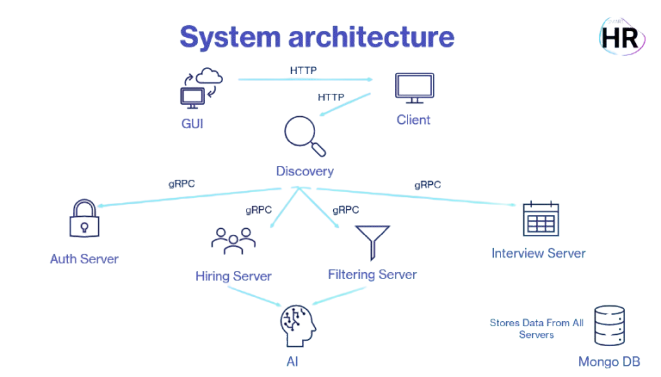 System architecture
HR
HTTP
HTTP
GUI
Client
Discovery
gRPC
gRPC
gRPC
gRPC
Auth Server
Hiring Server
Filtering Server
Interview Server
AI
Stores Data From All
Servers
Mongo DB